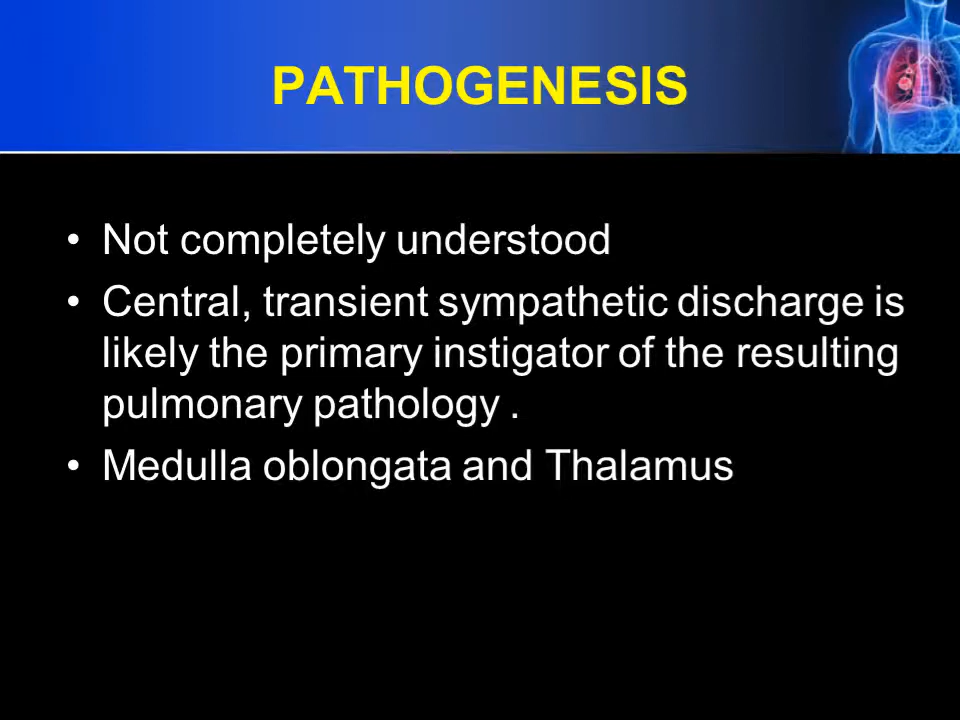 PATHOGENESIS
• Not completely understood
• Central, transient sympathetic discharge is
likely the primary instigator of the resulting
pulmonary pathology .
• Medulla oblongata and Thalamus